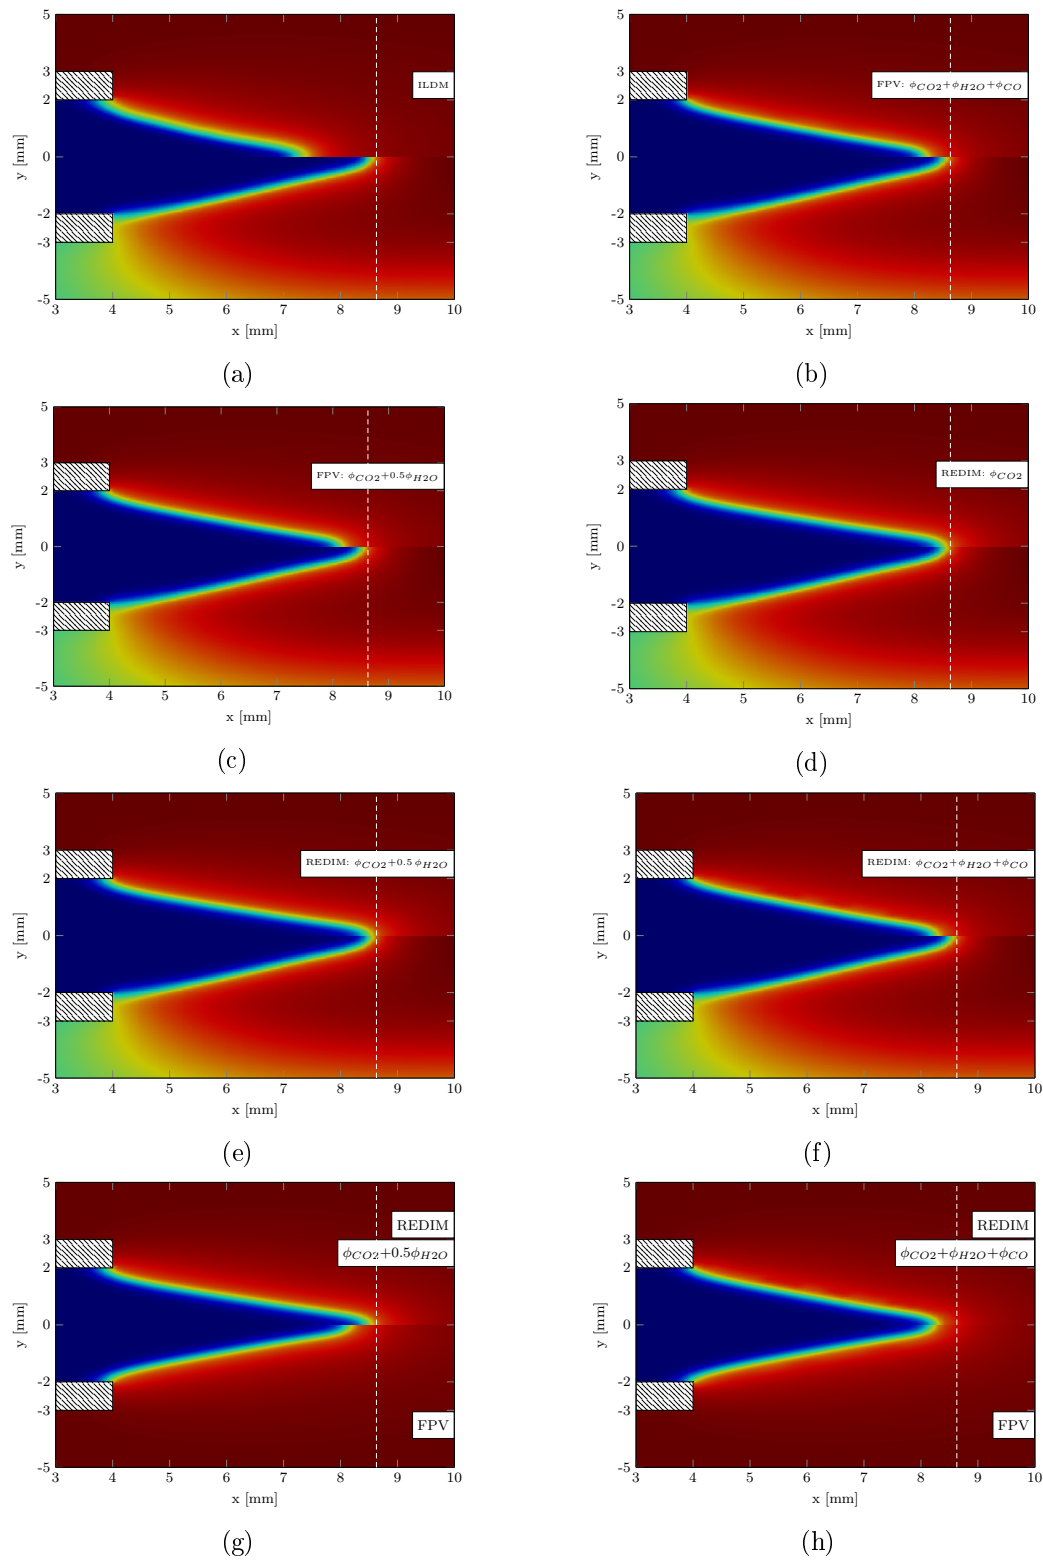 5
3
2
0
-2
-3
-5
y [mm]
ILDM
3 4 5 6 7 8 9 10
x [mm]
(a)
5
3
2
0
-2
-3
-5
y [mm]
FPV: ϕCO2+ϕH2O+ϕCO
3 4 5 6 7 8 9 10
x [mm]
(b)
5
3
2
0
-2
-3
-5
y [mm]
FPV: ϕCO2+0.5ϕH2O
3 4 5 6 7 8 9 10
x [mm]
(c)
5
3
2
0
-2
-3
-5
y [mm]
REDIM: ϕCO2
3 4 5 6 7 8 9 10
x [mm]
(d)
5
3
2
0
-2
-3
-5
y [mm]
REDIM: ϕCO2+0.5 ϕH2O
3 4 5 6 7 8 9 10
x [mm]
(e)
5
3
2
0
-2
-3
-5
y [mm]
REDIM: ϕCO2+ϕH2O+ϕCO
3 4 5 6 7 8 9 10
x [mm]
(f)
5
3
2
0
-2
-3
-5
y [mm]
REDIM
ϕCO2+0.5ϕH2O
FPV
3 4 5 6 7 8 9 10
x [mm]
(g)
5
3
2
0
-2
-3
-5
y [mm]
REDIM
ϕCO2+ϕH2O+ϕCO
FPV
3 4 5 6 7 8 9 10
x [mm]
(h)